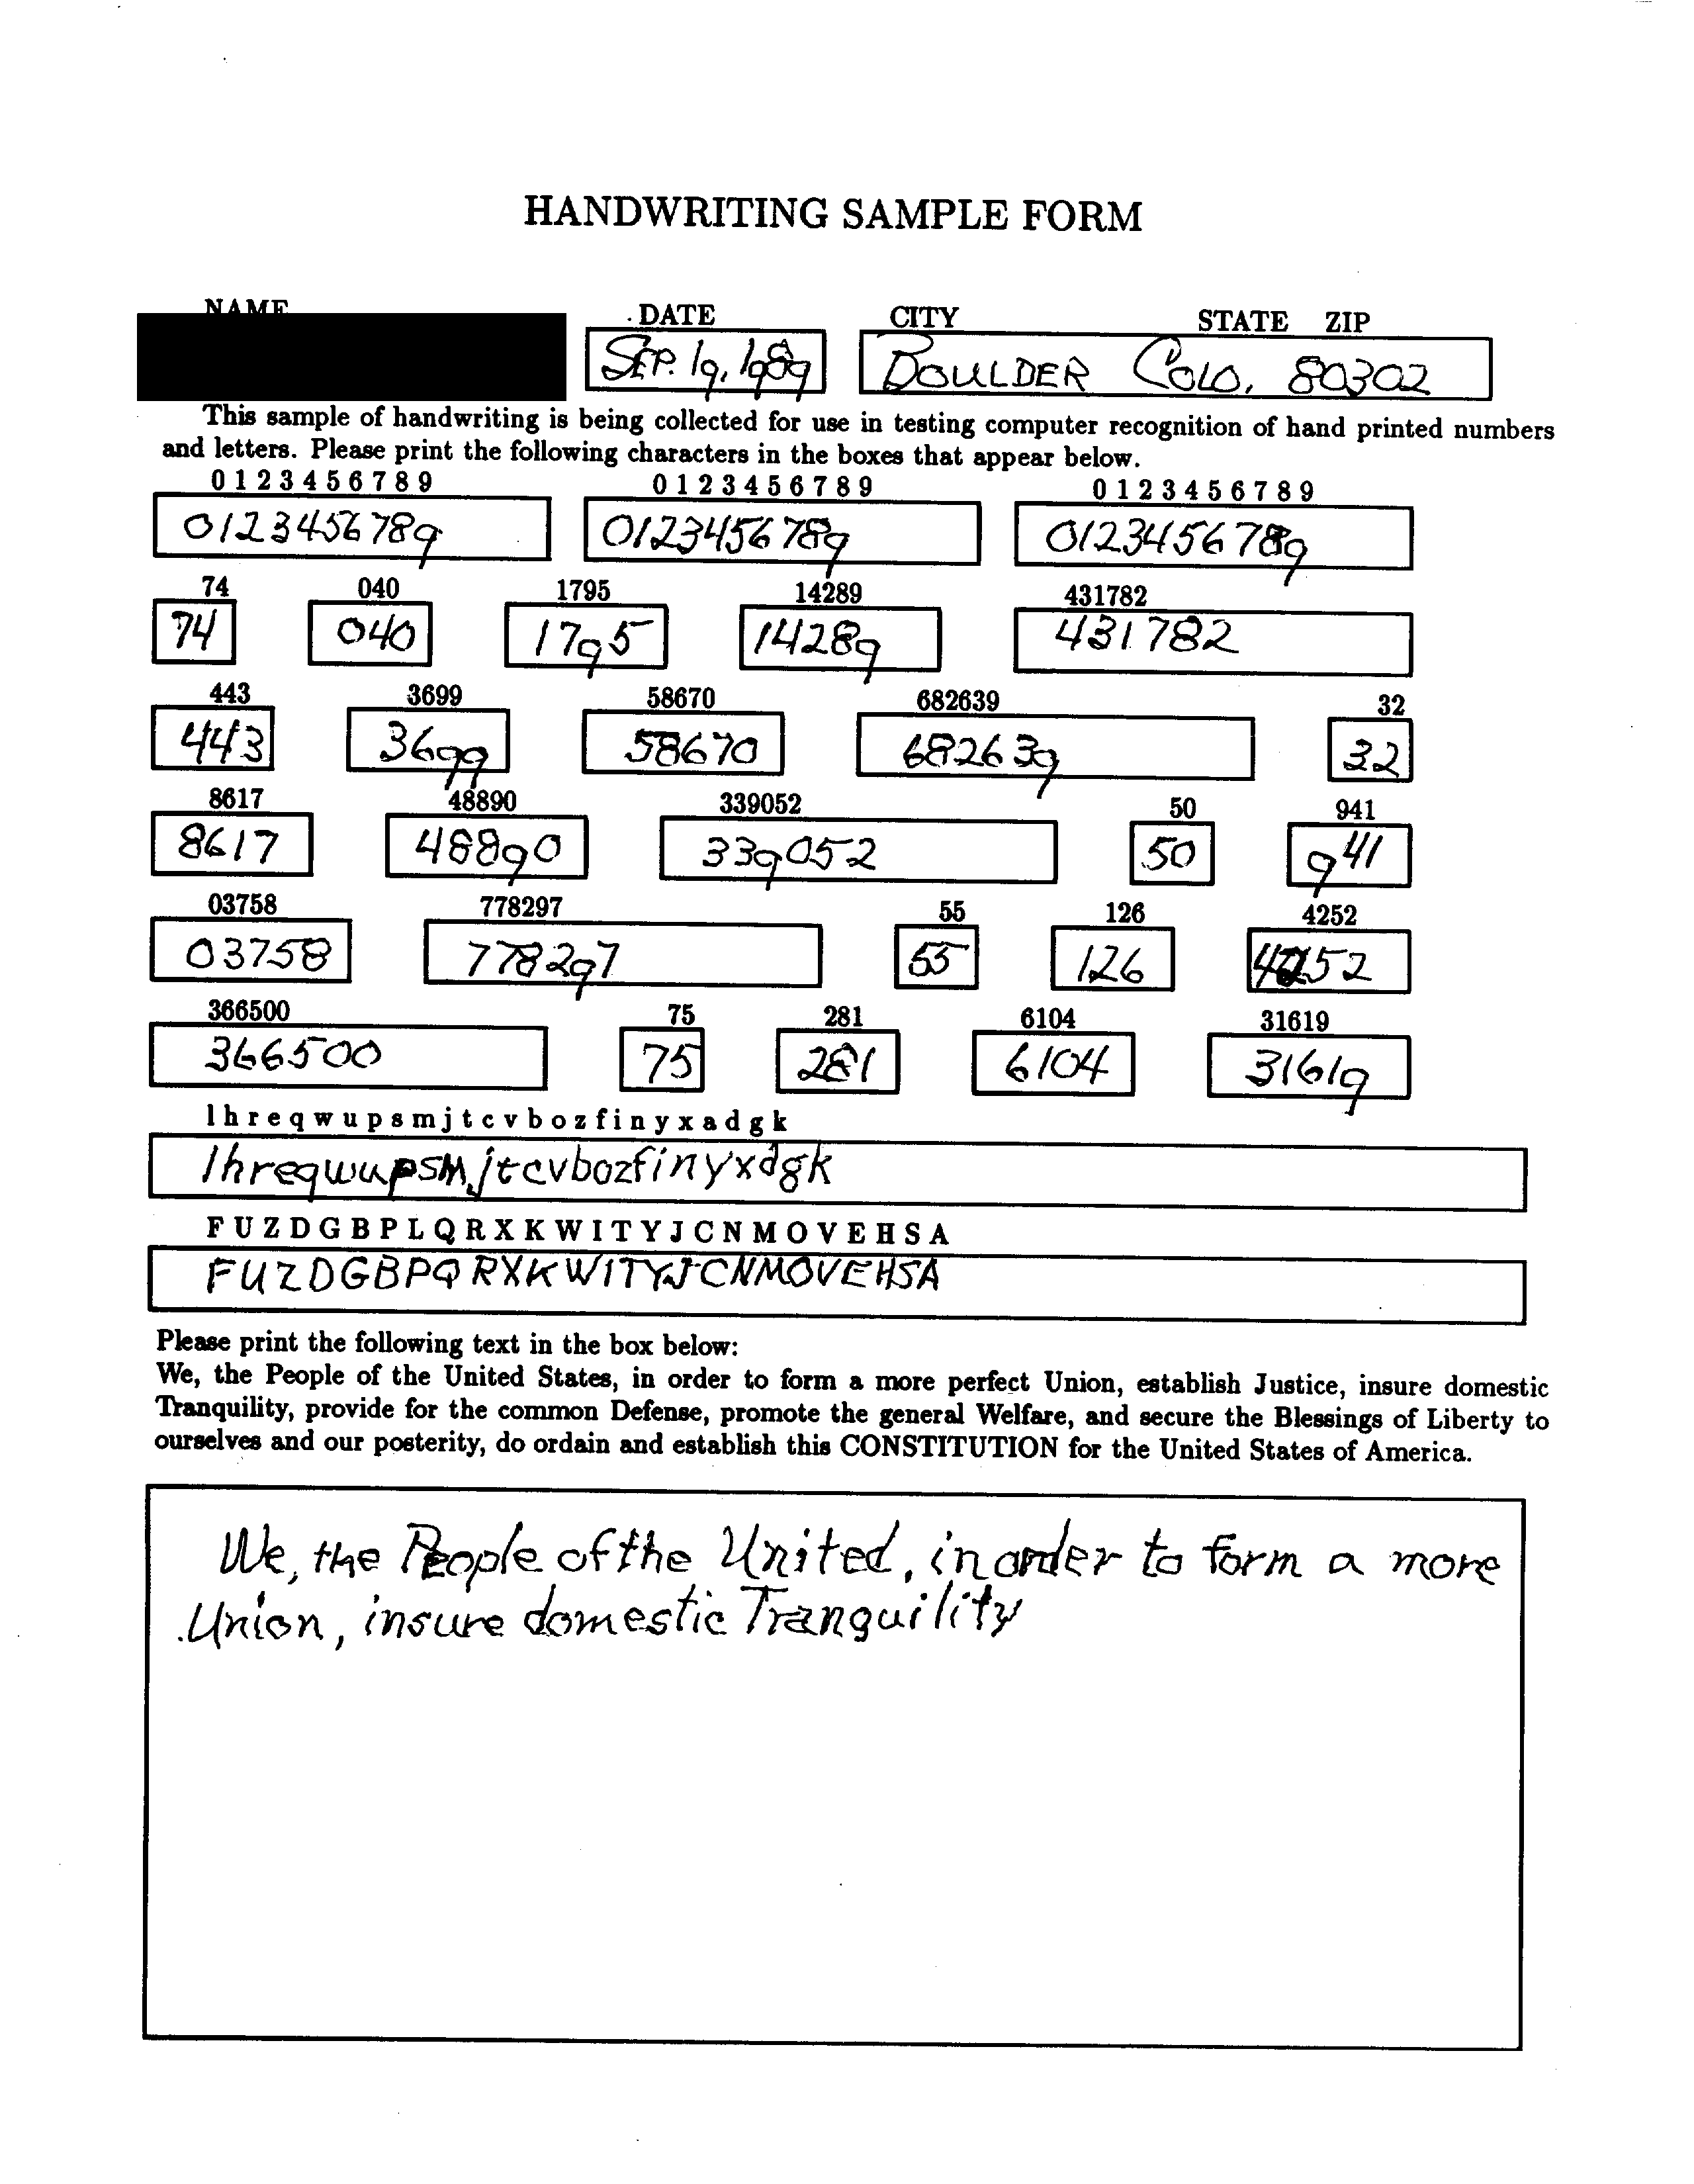 HANDWRITING SAMPLE FORM
NAME DATE CITY STATE ZIP
SEP. 19, 1989 BOULDER COLO. 80302
This sample of handwriting is being collected for use in testing computer recognition of hand printed numbers
and letters. Please print the following characters in the boxes that appear below.
0 1 2 3 4 5 6 7 8 9 0 1 2 3 4 5 6 7 8 9 0 1 2 3 4 5 6 7 8 9
0123456789 0123456789 0123456789
74 040 1795 14289 431782
74 040 1795 14289 431782
443 3699 58670 682639 32
443 3699 58670 682639 32
8617 48890 339052 50 941
8617 48890 339052 50 941
03758 778297 55 126 4252
03758 778297 55 126 4252
366500 75 281 6104 31619
366500 75 281 6104 31619
l h r e q w u p s m j t c v b o z f i n y x a d g k
lhreqwupsmjtcvbozfinyxdgk
F U Z D G B P L Q R X K W I T Y J C N M O V E H S A
FUZDGBPQRXKWITYJCNMOVEHSA
Please print the following text in the box below:
We, the People of the United States, in order to form a more perfect Union, establish Justice, insure domestic
Tranquility, provide for the common Defense, promote the general Welfare, and secure the Blessings of Liberty to
ourselves and our posterity, do ordain and establish this CONSTITUTION for the United States of America.
We, the People of the United, in order to form a more
Union, insure domestic Tranquility